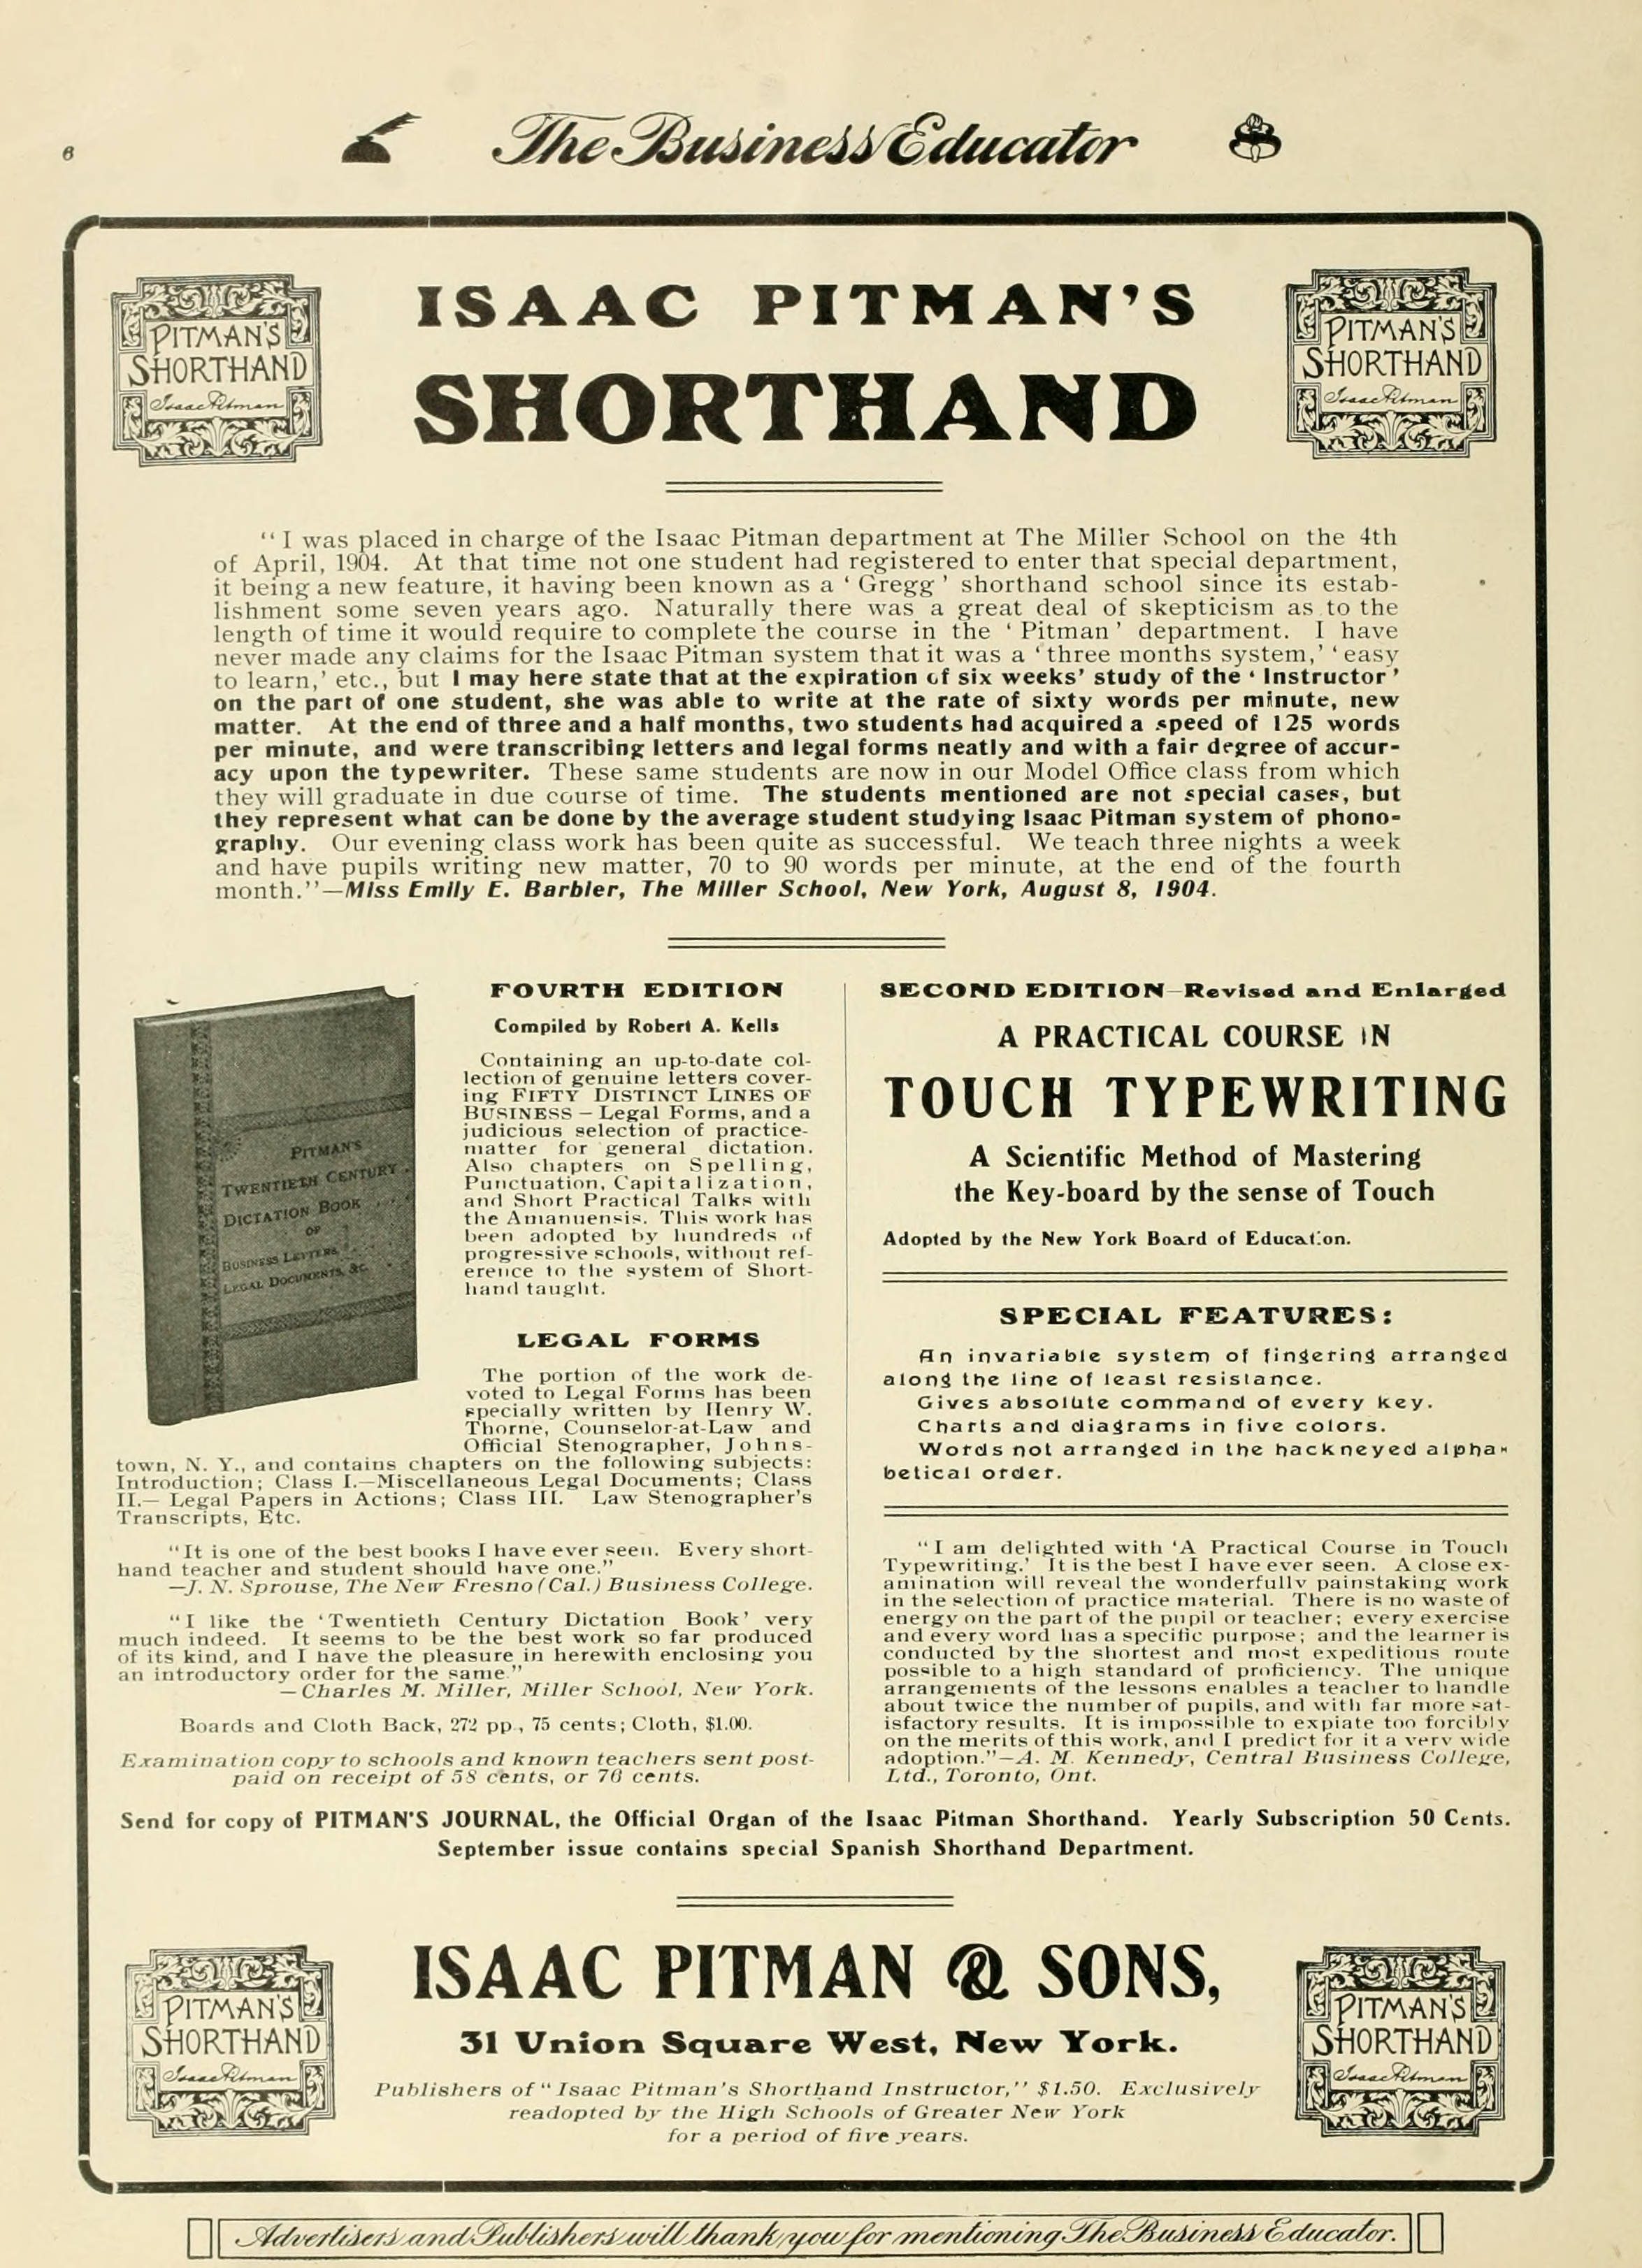 6
The Business Educator
PITMAN'S
SHORTHAND
Isaac Pitman
ISAAC PITMAN'S
SHORTHAND
PITMAN'S
SHORTHAND
Isaac Pitman
"I was placed in charge of the Isaac Pitman department at The Miller School on the 4th
of April, 1904. At that time not one student had registered to enter that special department,
it being a new feature, it having been known as a 'Gregg' shorthand school since its estab-
lishment some seven years ago. Naturally there was a great deal of skepticism as to the
length of time it would require to complete the course in the 'Pitman' department. I have
never made any claims for the Isaac Pitman system that it was a 'three months system,' 'easy
to learn,' etc., but I may here state that at the expiration of six weeks' study of the 'Instructor'
on the part of one student, she was able to write at the rate of sixty words per minute, new
matter. At the end of three and a half months, two students had acquired a speed of 125 words
per minute, and were transcribing letters and legal forms neatly and with a fair degree of accur-
acy upon the typewriter. These same students are now in our Model Office class from which
they will graduate in due course of time. The students mentioned are not special cases, but
they represent what can be done by the average student studying Isaac Pitman system of phono-
graphy. Our evening class work has been quite as successful. We teach three nights a week
and have pupils writing new matter, 70 to 90 words per minute, at the end of the fourth
month."—Miss Emily E. Barbier, The Miller School, New York, August 8, 1904.
PITMAN'S
TWENTIETH CENTURY
DICTATION BOOK
OF
BUSINESS LETTERS,
LEGAL DOCUMENTS, &c.
FOURTH EDITION
Compiled by Robert A. Kells
Containing an up-to-date col-
lection of genuine letters cover-
ing FIFTY DISTINCT LINES OF
BUSINESS — Legal Forms, and a
judicious selection of practice-
matter for general dictation.
Also chapters on Spelling,
Punctuation, Capitalization,
and Short Practical Talks with
the Amanuensis. This work has
been adopted by hundreds of
progressive schools, without ref-
erence to the system of Short-
hand taught.
LEGAL FORMS
The portion of the work de-
voted to Legal Forms has been
specially written by Henry W.
Thorne, Counselor-at-Law and
Official Stenographer, Johns-
town, N. Y., and contains chapters on the following subjects:
Introduction; Class I.—Miscellaneous Legal Documents; Class
II.— Legal Papers in Actions; Class III. Law Stenographer's
Transcripts, Etc.
"It is one of the best books I have ever seen. Every short-
hand teacher and student should have one."
—J. N. Sprouse, The New Fresno (Cal.) Business College.
"I like the 'Twentieth Century Dictation Book' very
much indeed. It seems to be the best work so far produced
of its kind, and I have the pleasure in herewith enclosing you
an introductory order for the same."
—Charles M. Miller, Miller School, New York.
Boards and Cloth Back, 272 pp., 75 cents; Cloth, $1.00.
Examination copy to schools and known teachers sent post-
paid on receipt of 58 cents, or 76 cents.
SECOND EDITION—Revised and Enlarged
A PRACTICAL COURSE IN
TOUCH TYPEWRITING
A Scientific Method of Mastering
the Key-board by the sense of Touch
Adopted by the New York Board of Education.
SPECIAL FEATURES:
An invariable system of fingering arranged
along the line of least resistance.
Gives absolute command of every key.
Charts and diagrams in five colors.
Words not arranged in the hackneyed alpha-
betical order.
"I am delighted with 'A Practical Course in Touch
Typewriting.' It is the best I have ever seen. A close ex-
amination will reveal the wonderfully painstaking work
in the selection of practice material. There is no waste of
energy on the part of the pupil or teacher; every exercise
and every word has a specific purpose; and the learner is
conducted by the shortest and most expeditious route
possible to a high standard of proficiency. The unique
arrangements of the lessons enables a teacher to handle
about twice the number of pupils, and with far more sat-
isfactory results. It is impossible to expiate too forcibly
on the merits of this work, and I predict for it a very wide
adoption."—A. M. Kennedy, Central Business College,
Ltd., Toronto, Ont.
Send for copy of PITMAN'S JOURNAL, the Official Organ of the Isaac Pitman Shorthand. Yearly Subscription 50 Cents.
September issue contains special Spanish Shorthand Department.
PITMAN'S
SHORTHAND
Isaac Pitman
ISAAC PITMAN & SONS,
31 Union Square West, New York.
Publishers of "Isaac Pitman's Shorthand Instructor," $1.50. Exclusively
readopted by the High Schools of Greater New York
for a period of five years.
PITMAN'S
SHORTHAND
Isaac Pitman
Advertisers and Publishers will thank you for mentioning The Business Educator.